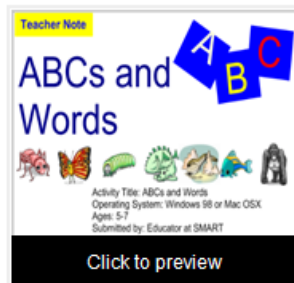 Teacher Note
A B C
ABCs and
Words
Activity Title: ABCs and Words
Operating System: Windows 98 or Mac OSX
Ages: 5-7
Submitted by: Educator at SMART
Click to preview